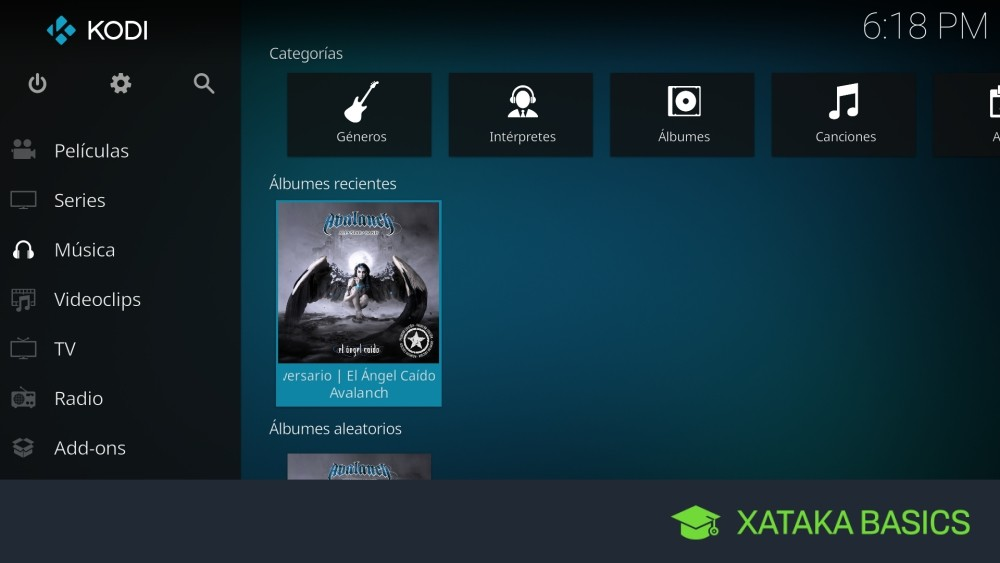 KODI
6:18 PM
Películas
Series
Música
Videoclips
TV
Radio
Add-ons
Categorías
Géneros
Intérpretes
Álbumes
Canciones
Álbumes recientes
Avalanch
el ángel caído
versario | El Ángel Caído
Avalanch
Álbumes aleatorios
Avalanch
XATAKA BASICS